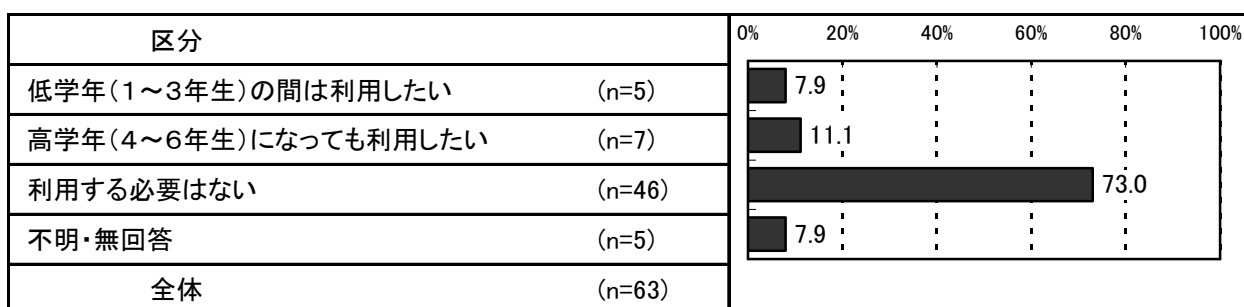 区分
0% 20% 40% 60% 80% 100%
低学年(1～3年生)の間は利用したい (n=5) 7.9
高学年(4～6年生)になっても利用したい (n=7) 11.1
利用する必要はない (n=46) 73.0
不明・無回答 (n=5) 7.9
全体 (n=63)